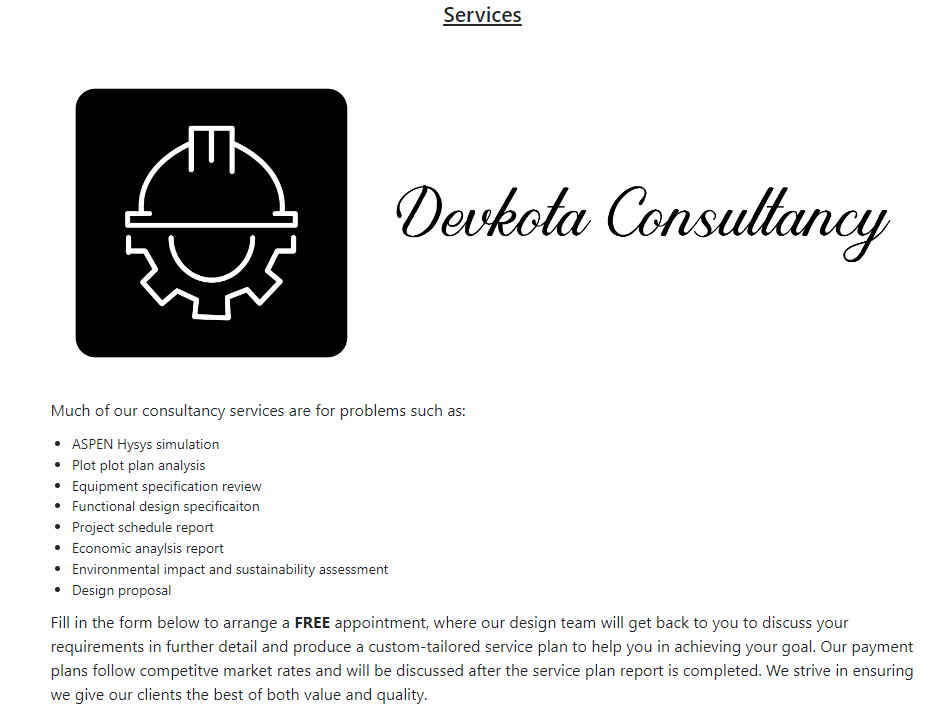 Services
Devkota Consultancy
Much of our consultancy services are for problems such as:
• ASPEN Hysys simulation
• Plot plot plan analysis
• Equipment specification review
• Functional design specificaiton
• Project schedule report
• Economic anaylsis report
• Environmental impact and sustainability assessment
• Design proposal
Fill in the form below to arrange a FREE appointment, where our design team will get back to you to discuss your
requirements in further detail and produce a custom-tailored service plan to help you in achieving your goal. Our payment
plans follow competitve market rates and will be discussed after the service plan report is completed. We strive in ensuring
we give our clients the best of both value and quality.